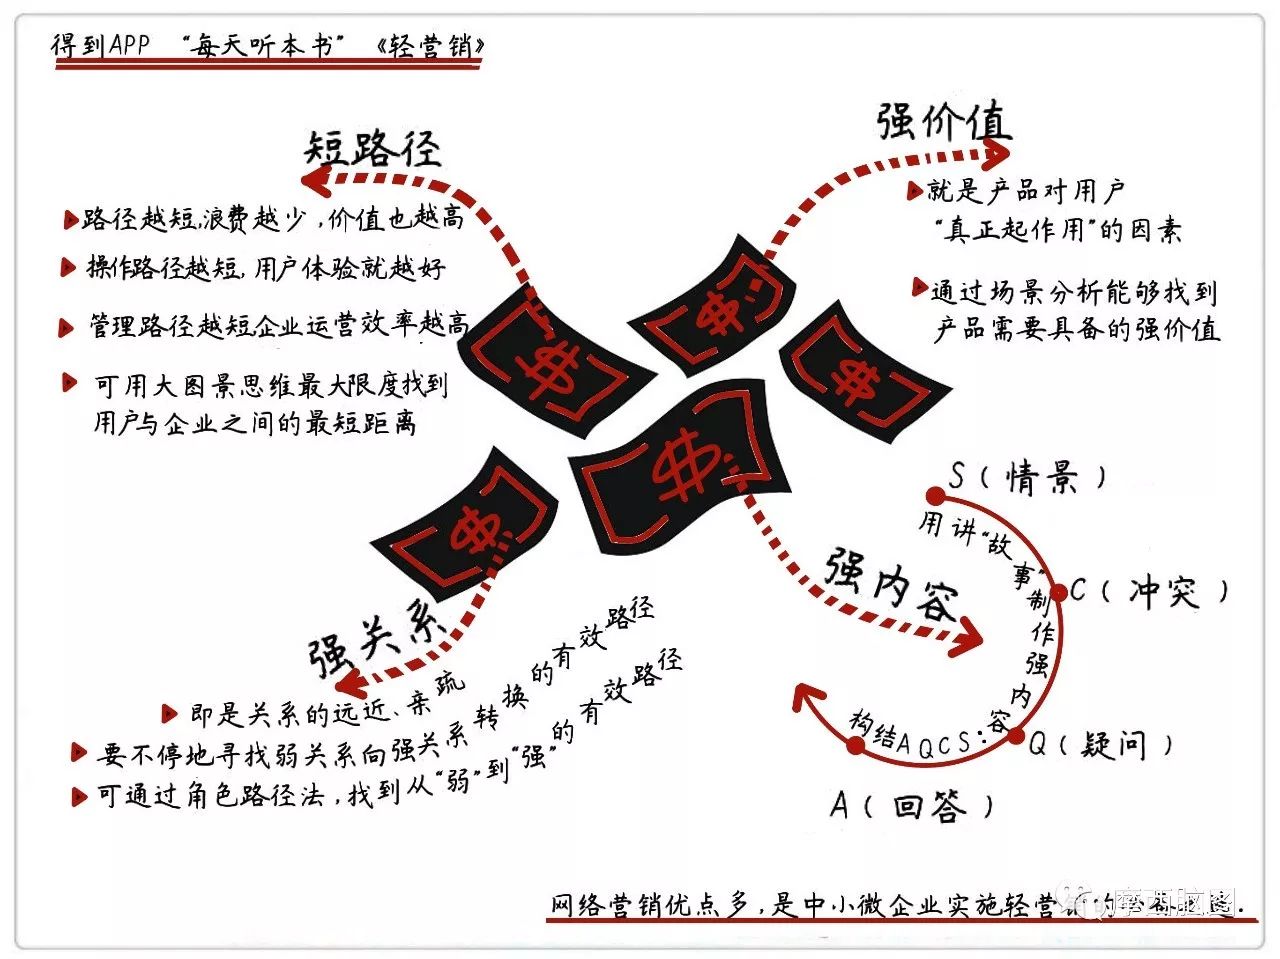 得到APP “每天听本书” 《轻营销》
短路径
路径越短,浪费越少,价值也越高
操作路径越短,用户体验就越好
管理路径越短企业运营效率越高
可用大图景思维最大限度找到
用户与企业之间的最短距离
强价值
就是产品对用户
“真正起作用”的因素
通过场景分析能够找到
产品需要具备的强价值
强关系
即是关系的远近、亲疏
要不停地寻找弱关系向强关系转换的有效路径
可通过角色路径法,找到从“弱”到“强”的有效路径
强内容
S(情景)
C(冲突)
Q(疑问)
A(回答)
用讲“故事”制作强内容:SCQA结构
网络营销优点多,是中小微企业实施轻营销的
摩西脑图